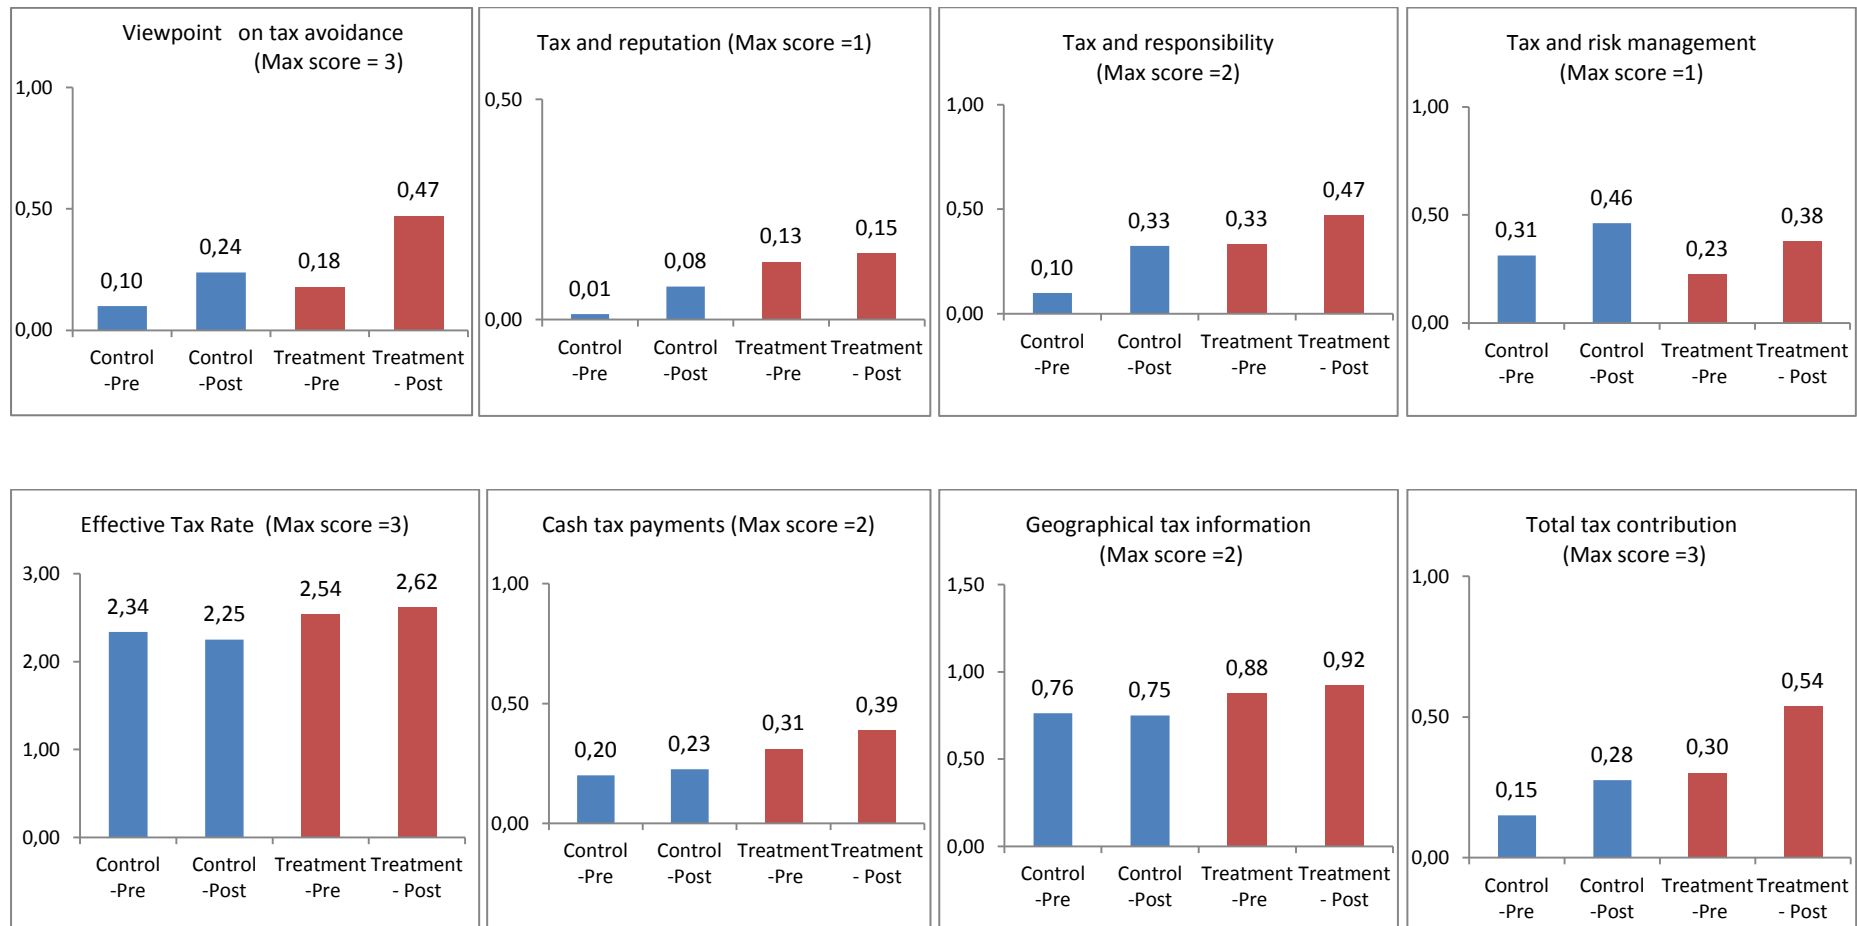 Viewpoint on tax avoidance
(Max score = 3)
1,00
0,50
0,00
0,10
0,24
0,18
0,47
Control
-Pre
Control
-Post
Treatment
-Pre
Treatment
- Post
Tax and reputation (Max score =1)
0,50
0,00
0,01
0,08
0,13
0,15
Control
-Pre
Control
-Post
Treatment
-Pre
Treatment
- Post
Tax and responsibility
(Max score =2)
1,00
0,50
0,00
0,10
0,33
0,33
0,47
Control
-Pre
Control
-Post
Treatment
-Pre
Treatment
- Post
Tax and risk management
(Max score =1)
1,00
0,50
0,00
0,31
0,46
0,23
0,38
Control
-Pre
Control
-Post
Treatment
-Pre
Treatment
- Post
Effective Tax Rate (Max score =3)
3,00
2,00
1,00
0,00
2,34
2,25
2,54
2,62
Control
-Pre
Control
-Post
Treatment
-Pre
Treatment
- Post
Cash tax payments (Max score =2)
1,00
0,50
0,00
0,20
0,23
0,31
0,39
Control
-Pre
Control
-Post
Treatment
-Pre
Treatment
- Post
Geographical tax information
(Max score =2)
1,50
1,00
0,50
0,00
0,76
0,75
0,88
0,92
Control
-Pre
Control
-Post
Treatment
-Pre
Treatment
- Post
Total tax contribution
(Max score =3)
1,00
0,50
0,00
0,15
0,28
0,30
0,54
Control
-Pre
Control
-Post
Treatment
-Pre
Treatment
- Post